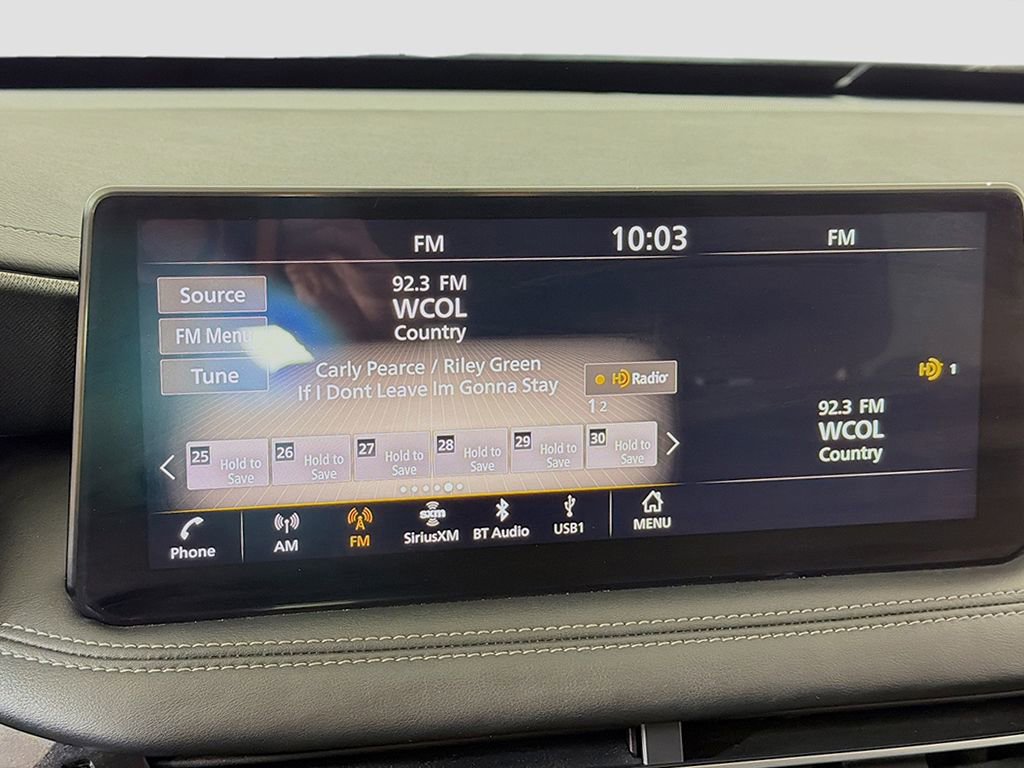 FM 10:03 FM
Source
FM Menu
Tune
92.3 FM
WCOL
Country
Carly Pearce / Riley Green
If I Dont Leave Im Gonna Stay
HD Radio
1 2
25 Hold to Save
26 Hold to Save
27 Hold to Save
28 Hold to Save
29 Hold to Save
30 Hold to Save
HD 1
92.3 FM
WCOL
Country
Phone
AM
FM
sxm
SiriusXM
BT Audio
USB1
MENU